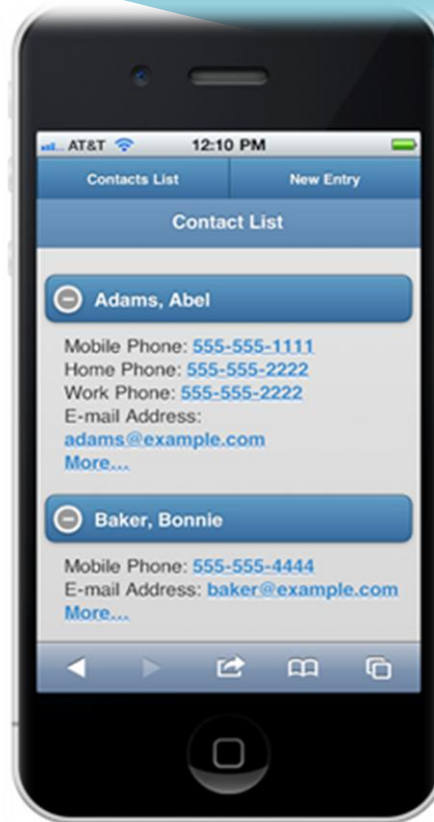 AT&T 12:10 PM
Contacts List New Entry
Contact List
Adams, Abel
Mobile Phone: 555-555-1111
Home Phone: 555-555-2222
Work Phone: 555-555-2222
E-mail Address:
adams@example.com
More...
Baker, Bonnie
Mobile Phone: 555-555-4444
E-mail Address: baker@example.com
More...